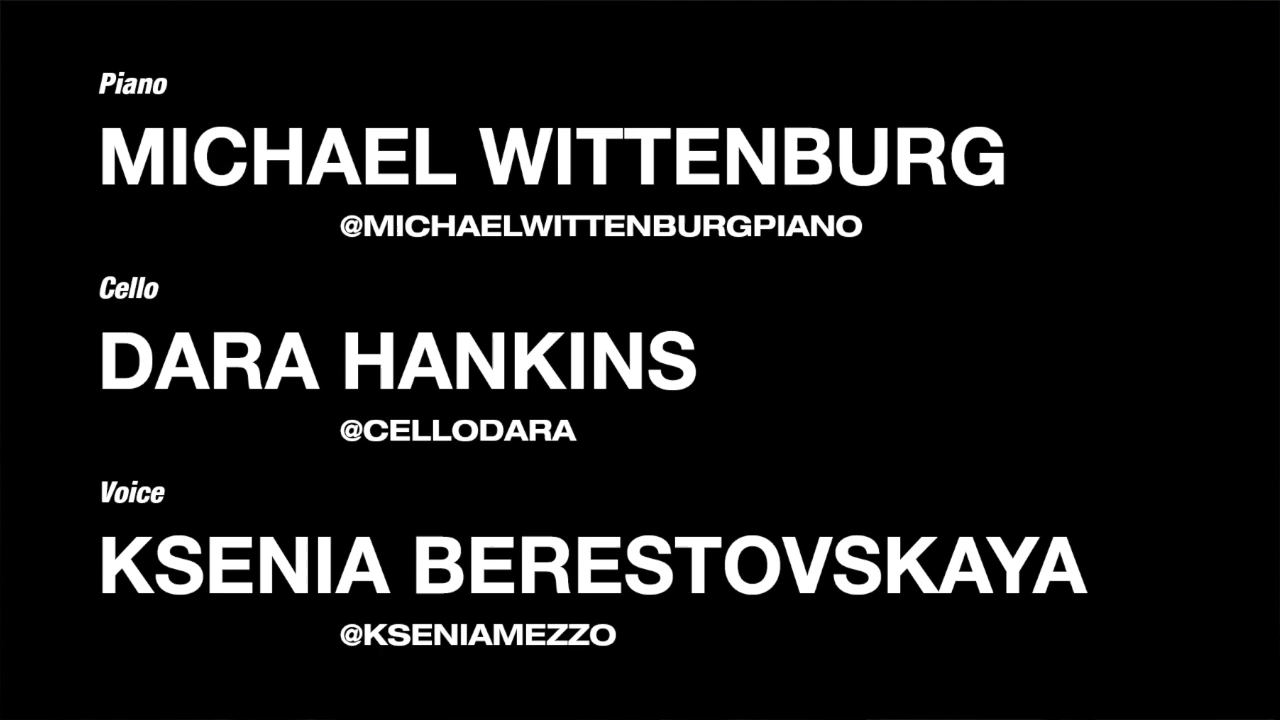 Piano
MICHAEL WITTENBURG
@MICHAELWITTENBURGPIANO
Cello
DARA HANKINS
@CELLODARA
Voice
KSENIA BERESTOVSKAYA
@KSENIAMEZZO